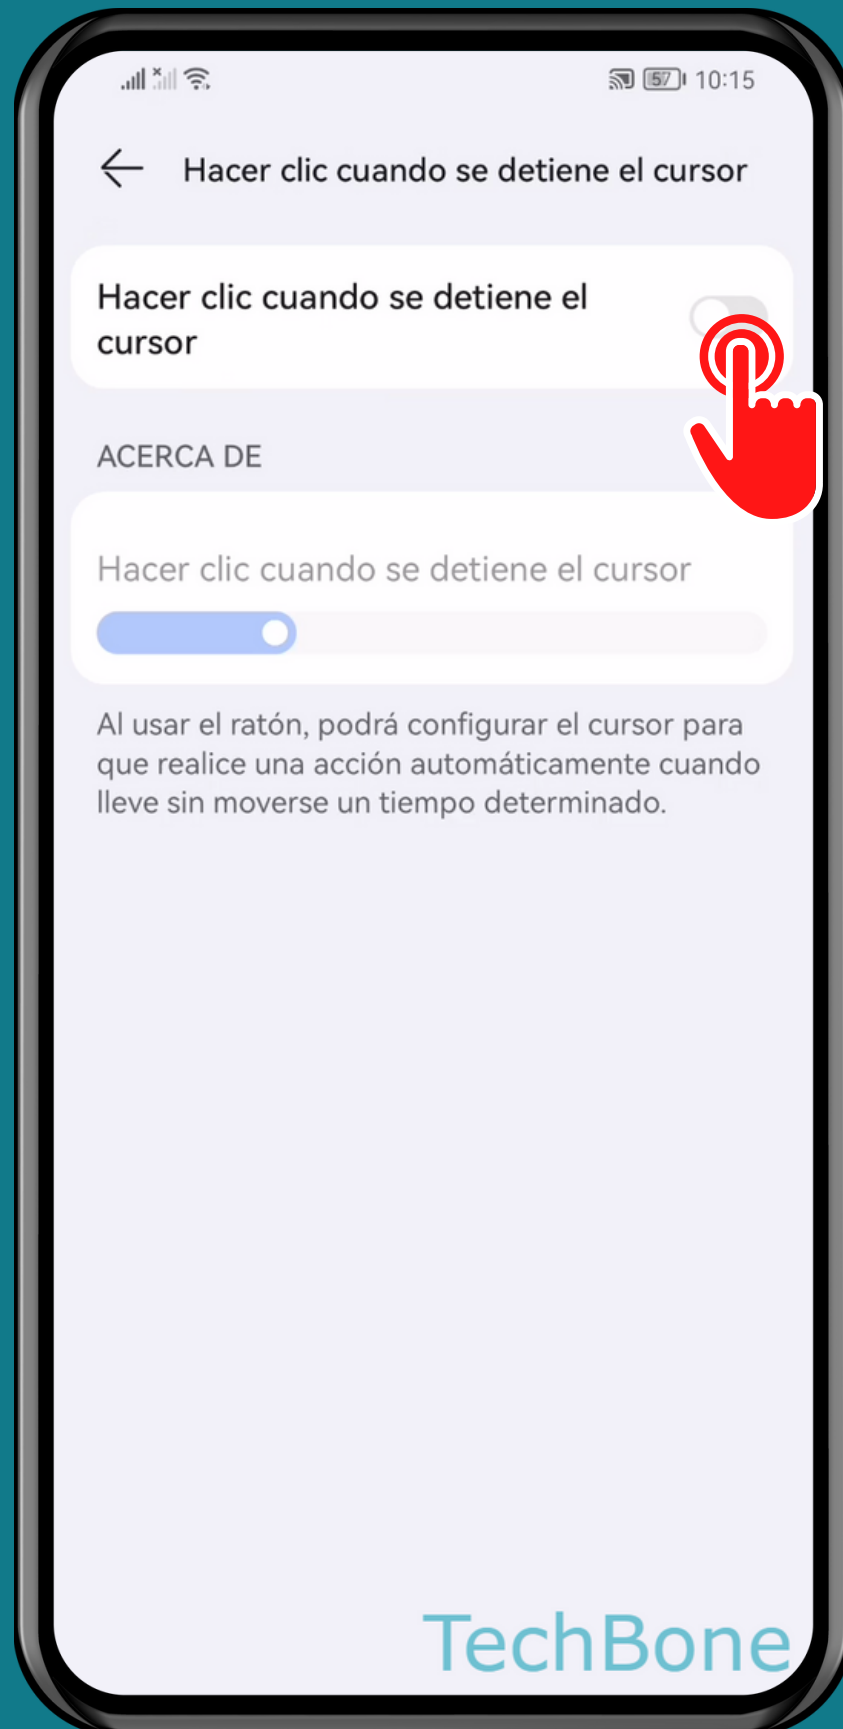 57 10:15
Hacer clic cuando se detiene el cursor
Hacer clic cuando se detiene el
cursor
ACERCA DE
Hacer clic cuando se detiene el cursor
Al usar el ratón, podrá configurar el cursor para
que realice una acción automáticamente cuando
lleve sin moverse un tiempo determinado.
TechBone